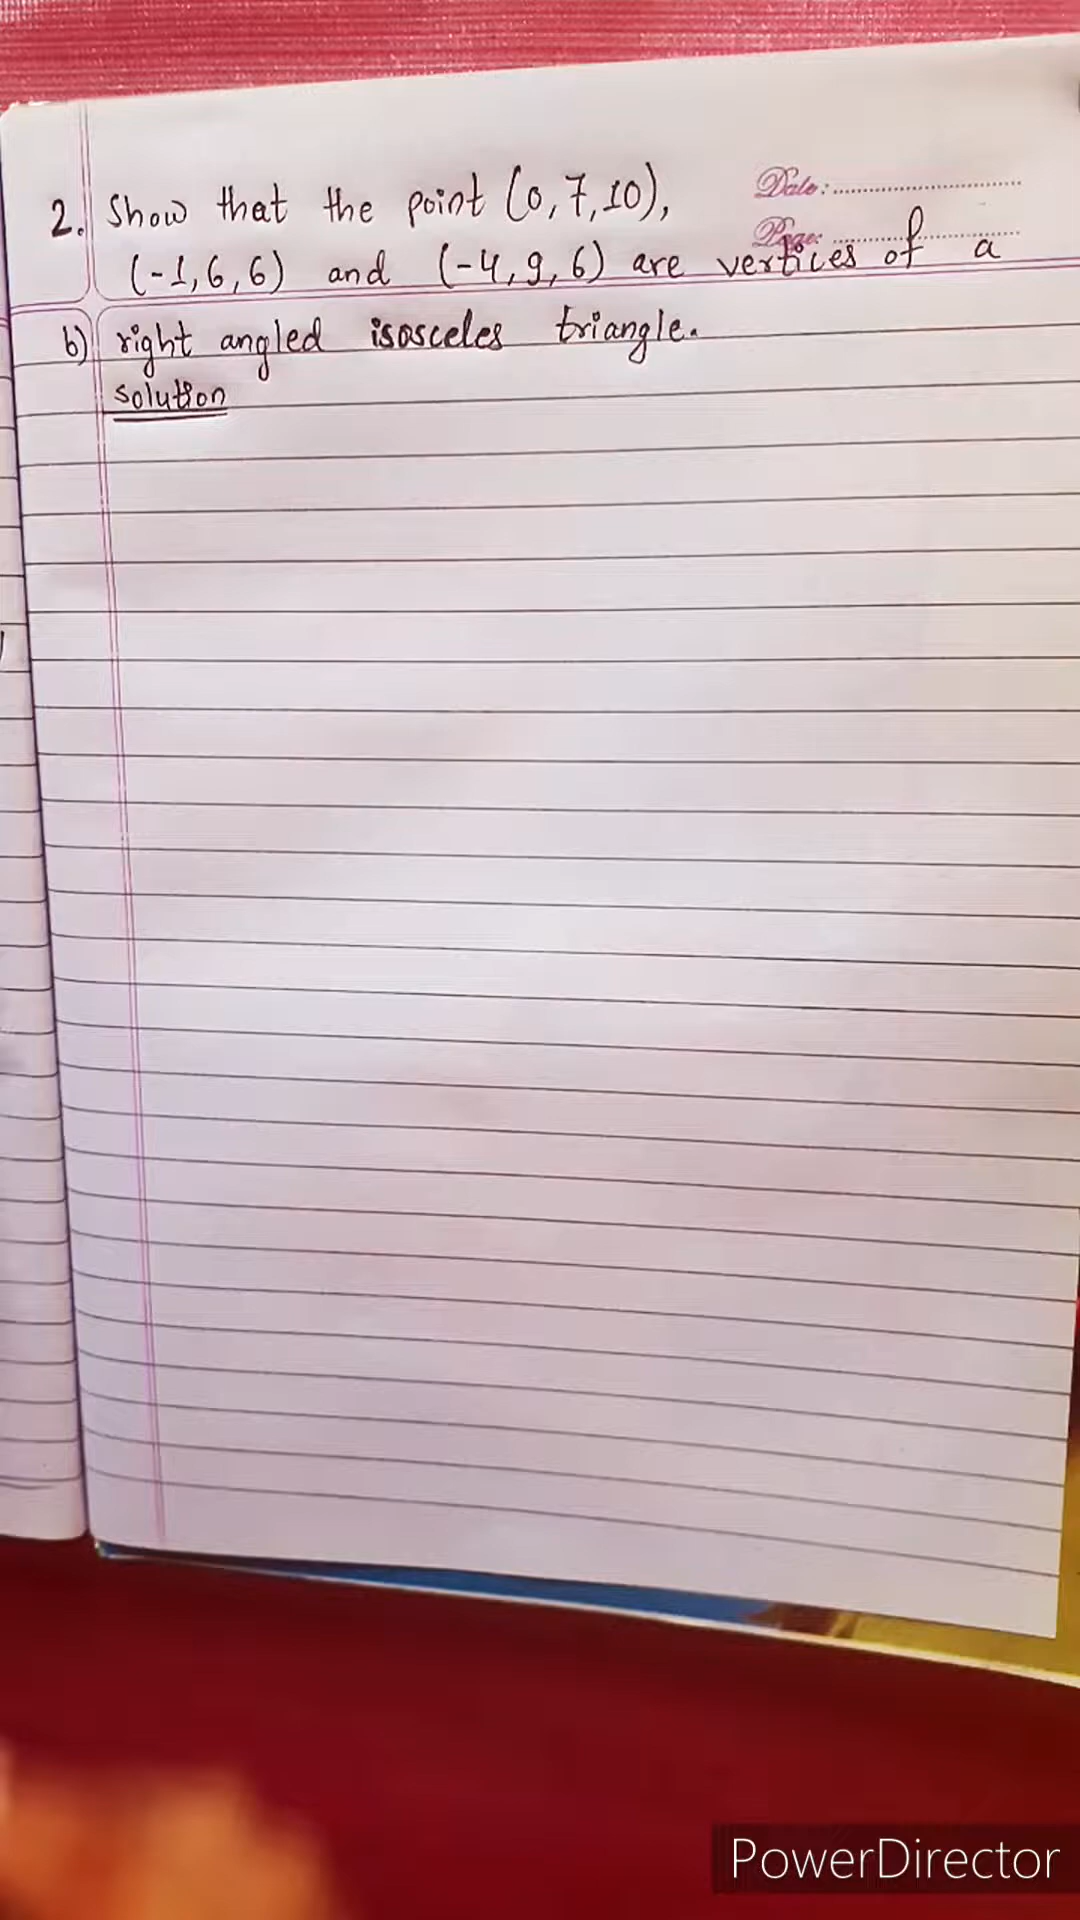 2. Show that the point (0,7,10),
Date:
Page:
(-1,6,6) and (-4,9,6) are vertices of a
b) right angled isosceles triangle.
solution
PowerDirector